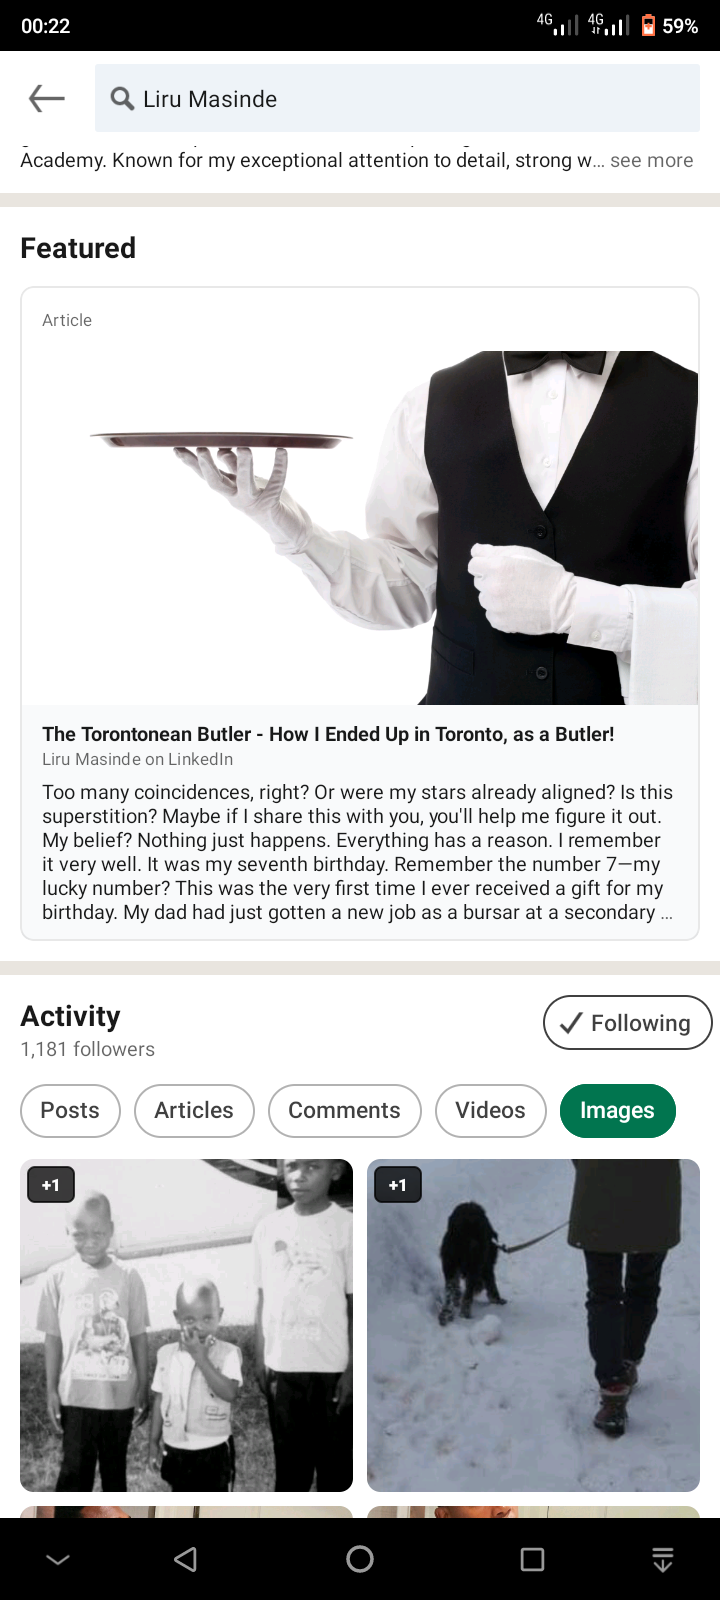 00:22
4G 4G 59%
Liru Masinde
Academy. Known for my exceptional attention to detail, strong w... see more
Featured
Article
The Torontonean Butler - How I Ended Up in Toronto, as a Butler!
Liru Masinde on LinkedIn
Too many coincidences, right? Or were my stars already aligned? Is this
superstition? Maybe if I share this with you, you'll help me figure it out.
My belief? Nothing just happens. Everything has a reason. I remember
it very well. It was my seventh birthday. Remember the number 7—my
lucky number? This was the very first time I ever received a gift for my
birthday. My dad had just gotten a new job as a bursar at a secondary ...
Activity
Following
1,181 followers
Posts Articles Comments Videos Images
+1 +1